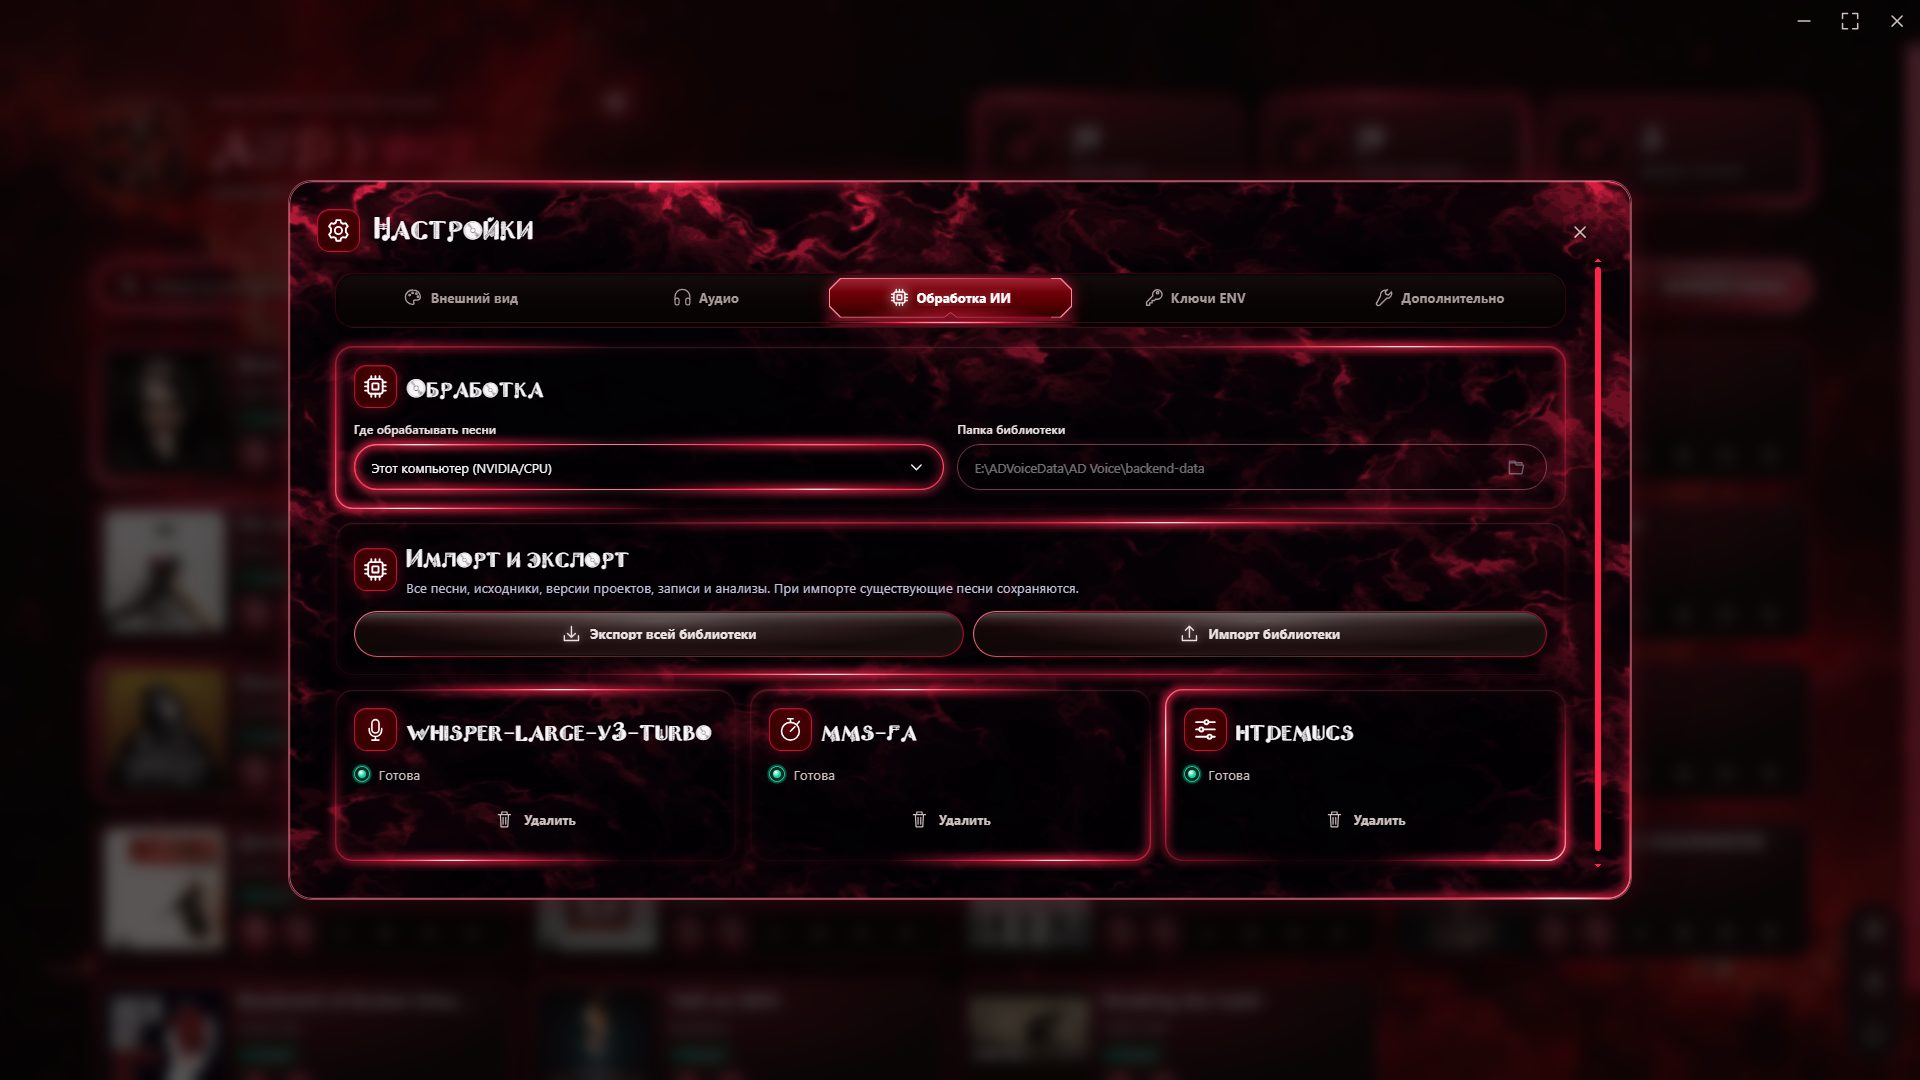 Настройки
Внешний вид
Аудио
Обработка ИИ
Ключи ENV
Дополнительно
Обработка
Где обрабатывать песни
Папка библиотеки
Этот компьютер (NVIDIA/CPU)
E:\ADVoiceData\AD Voice\backend-data
Импорт и экспорт
Все песни, исходники, версии проектов, записи и анализы. При импорте существующие песни сохраняются.
Экспорт всей библиотеки
Импорт библиотеки
whisper-large-v3-turbo
mms-fa
htdemucs
Готова
Готова
Готова
Удалить
Удалить
Удалить